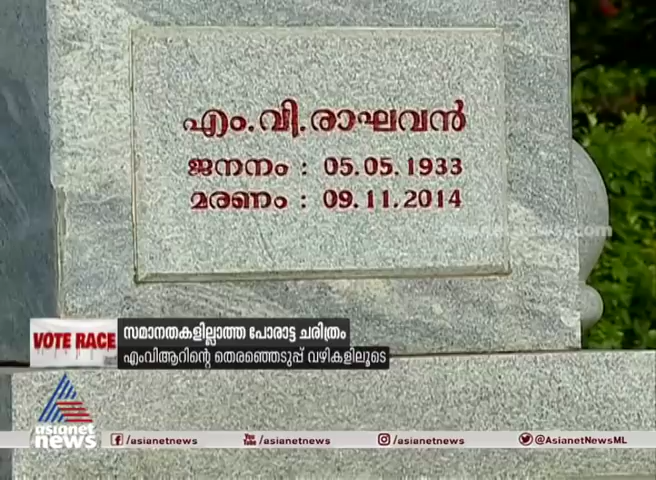 എം.വി.രാഘവൻ
ജനനം : 05.05.1933
മരണം : 09.11.2014
VOTE RACE
സമാനതകളില്ലാത്ത പോരാട്ട ചരിത്രം
എംവിആറിന്റെ തെരഞ്ഞെടുപ്പ് വഴികളിലൂടെ
asianet
news
/asianetnews
/asianetnews
/asianetnews
@AsianetNewsML